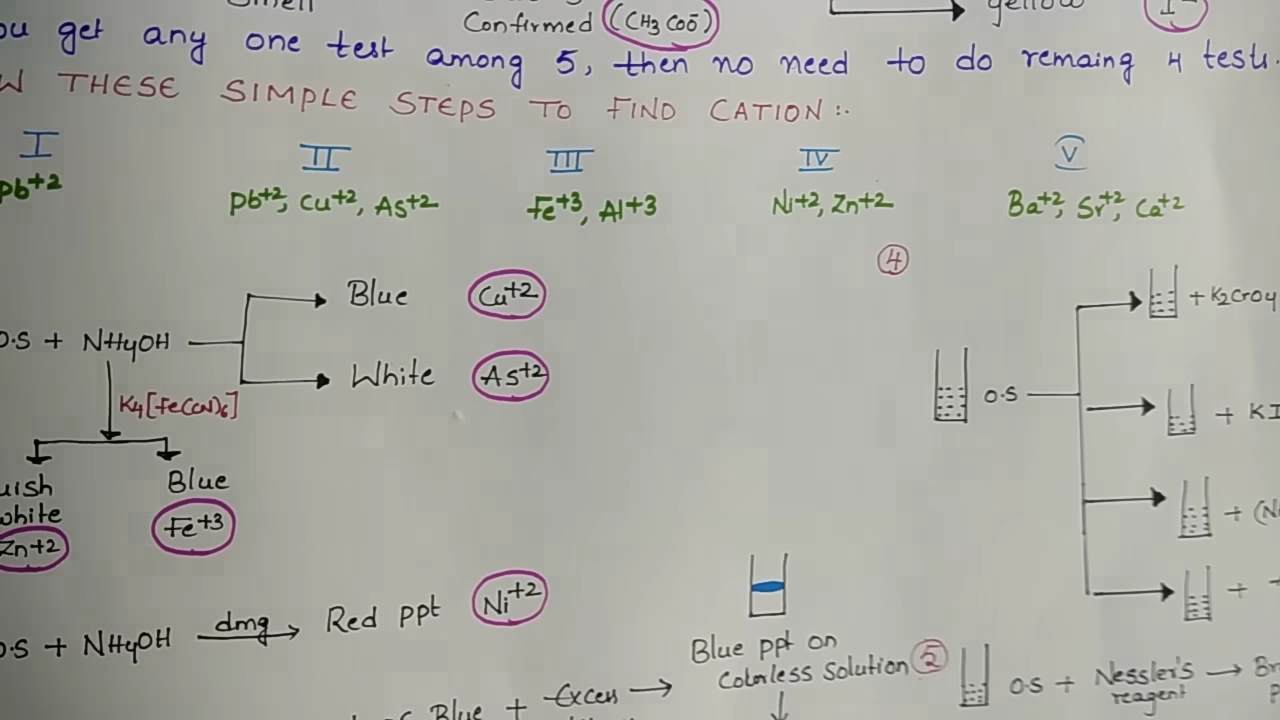 Smell
Confirmed (CH3COO-) yellow I-
ou get any one test among 5, then no need to do remaing 4 tests.
W THESE SIMPLE STEPS TO FIND CATION :-
I II III IV V
Pb+2 Pb+2, Cu+2, As+2 Fe+3, Al+3 Ni+2, Zn+2 Ba+2, Sr+2, Ca+2
4
Blue Cu+2
O.S + NH4OH
White As+2
K4[Fe(CN)6]
uish white Zn+2
Blue Fe+3
O.S + NH4OH dmg Red ppt Ni+2
O.S
+ K2CrO4
+ KI
+ (N
+
Blue ppt on
Colorless Solution
5
O.S + Nessler's reagent Br
Blue + Excess